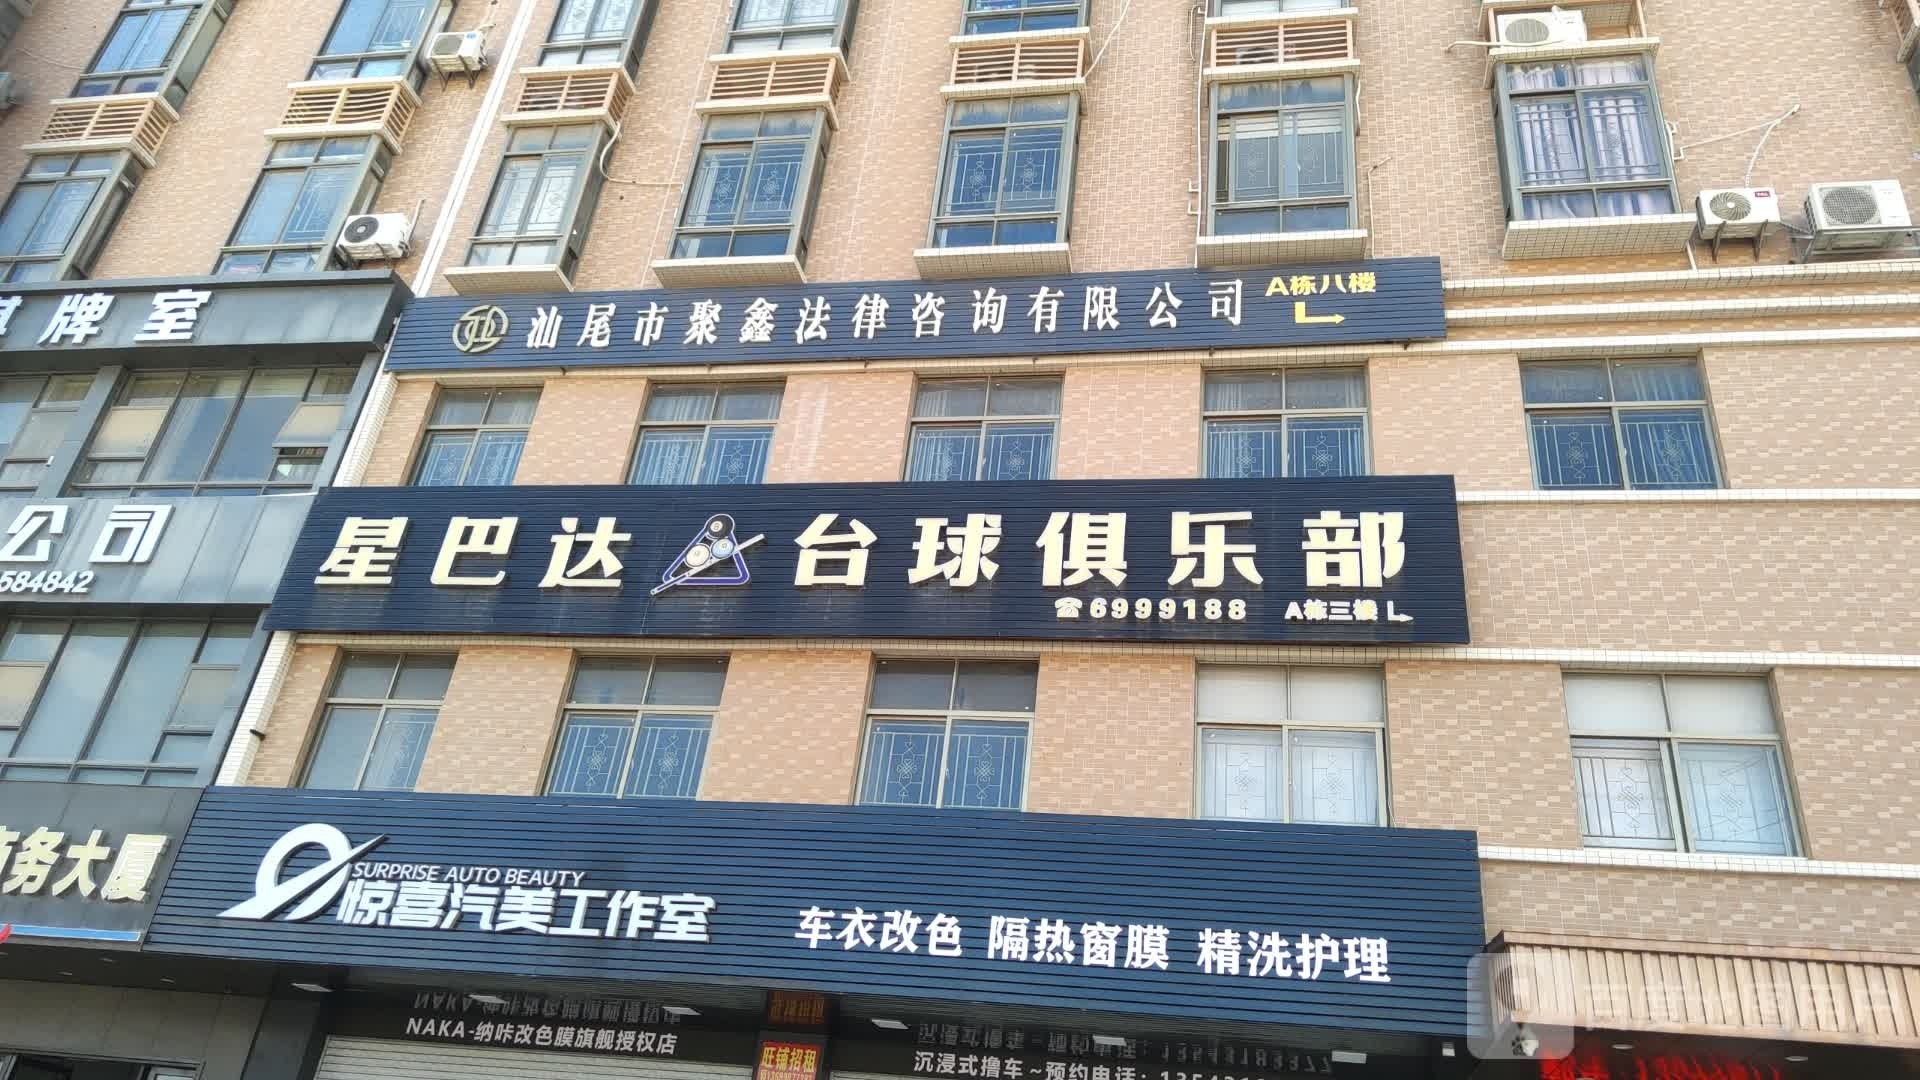 汕尾市聚鑫法律咨询有限公司 A栋八楼
牌室
星巴达 台球俱乐部
☎6999188 A栋三楼
公司
584842
务大厦
SURPRISE AUTO BEAUTY
惊喜汽美工作室
车衣改色 隔热窗膜 精洗护理
NAKA-纳咔改色膜旗舰授权店
旺铺招租
沉浸式撸车~预约电话: